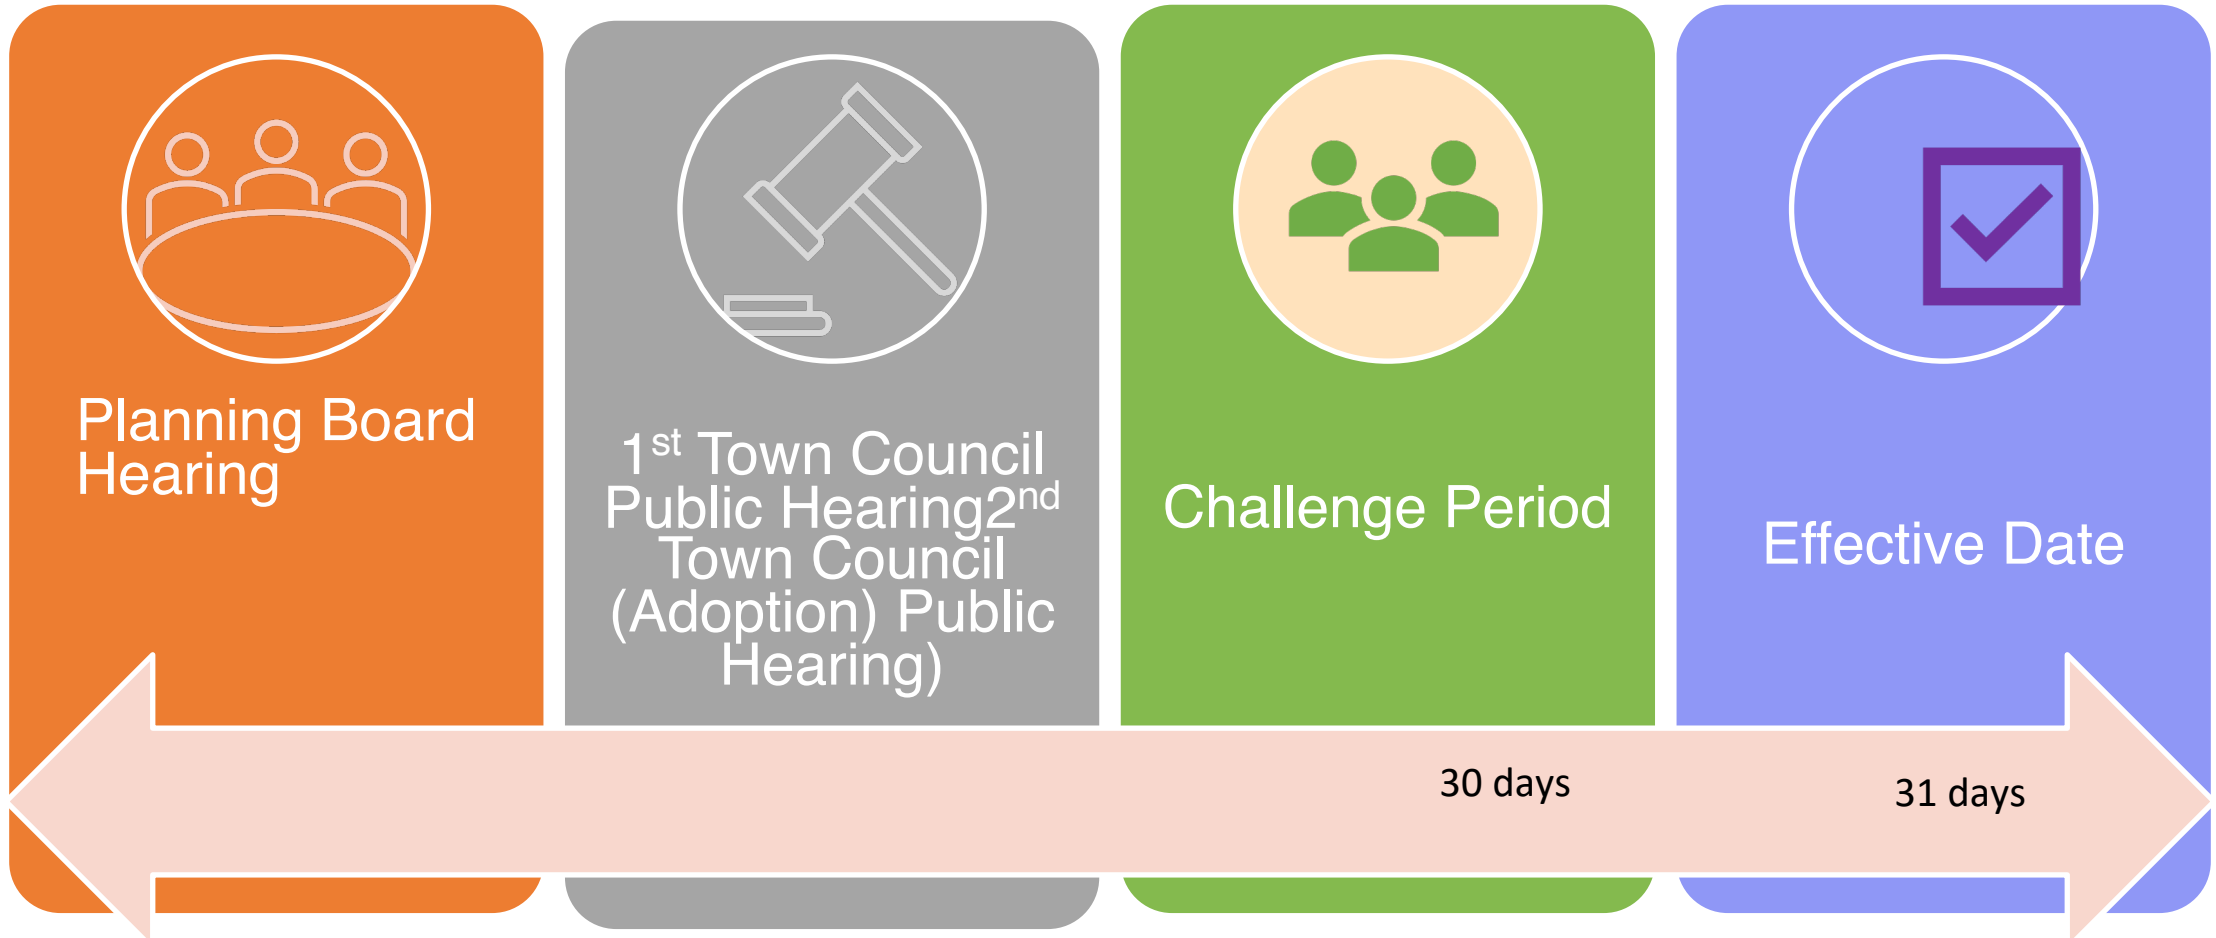 Planning Board
Hearing
1st Town Council
Public Hearing2nd
Town Council
(Adoption) Public
Hearing)
Challenge Period
Effective Date
30 days
31 days